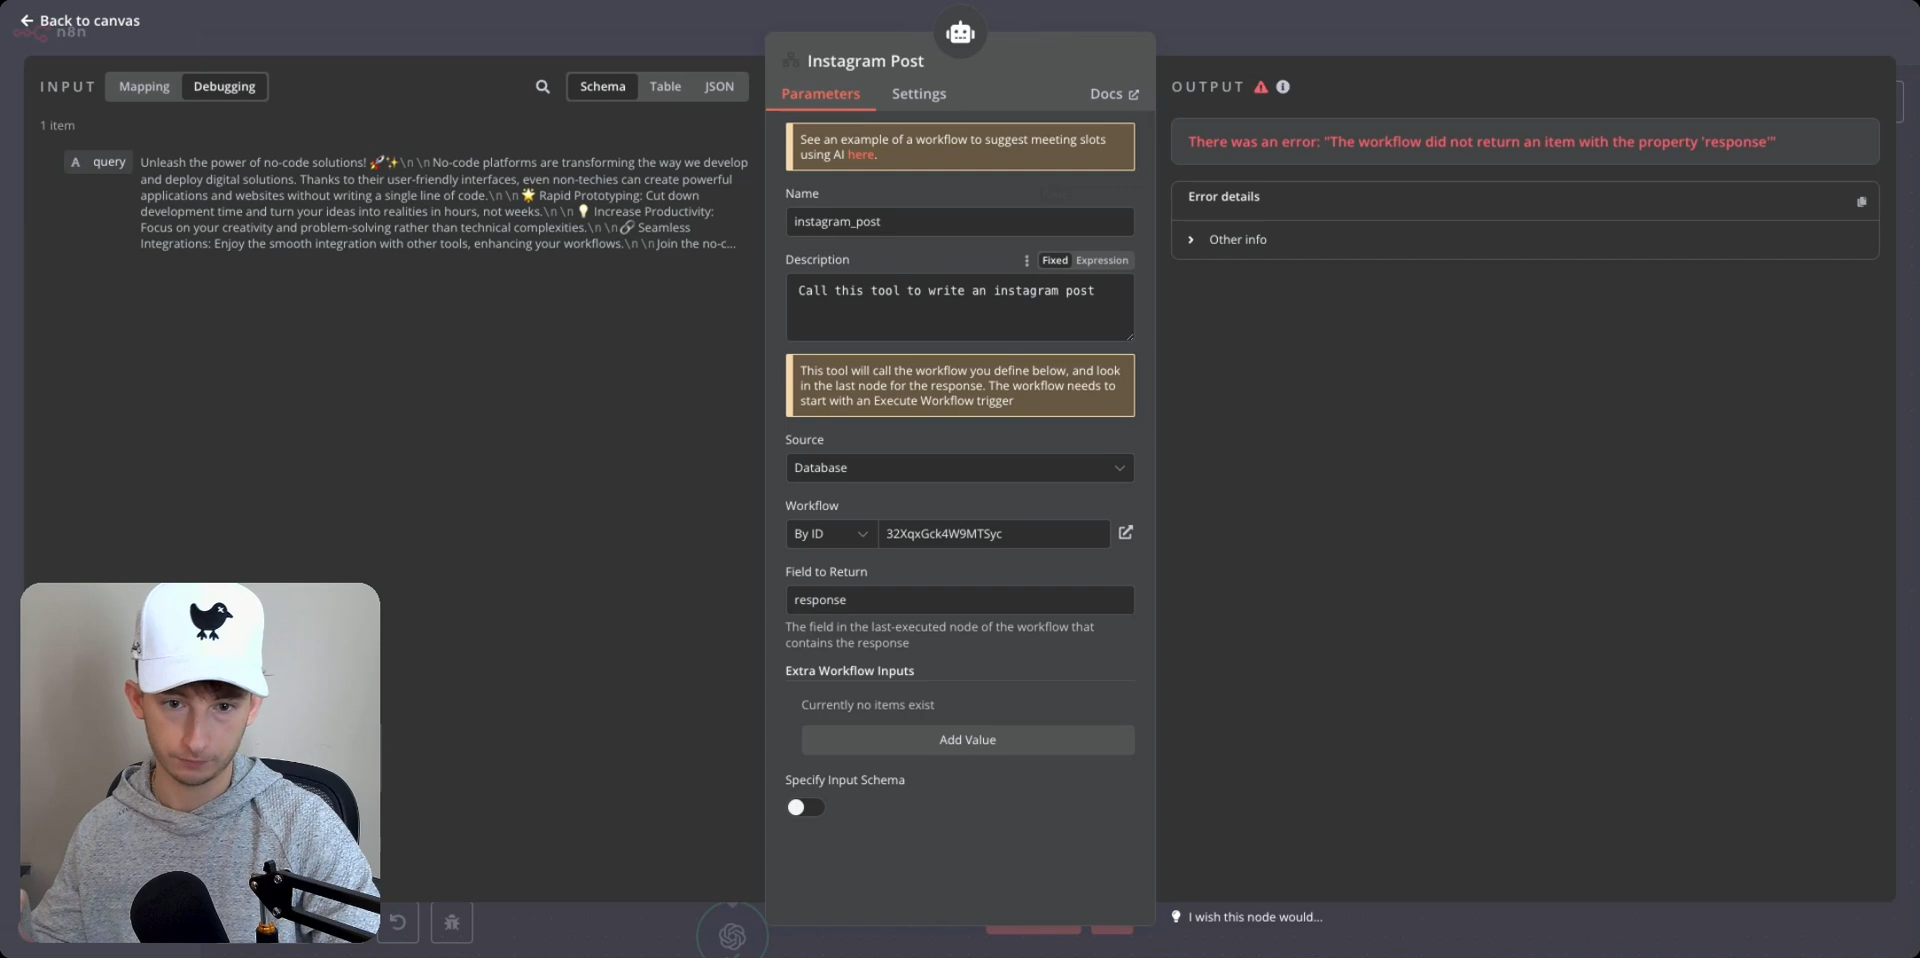 Back to canvas
n8n
INPUT
Mapping
Debugging
Schema
Table
JSON
1 item
A query
Unleash the power of no-code solutions! 🚀✨\n\nNo-code platforms are transforming the way we develop
and deploy digital solutions. Thanks to their user-friendly interfaces, even non-techies can create powerful
applications and websites without writing a single line of code.\n\n🌟 Rapid Prototyping: Cut down
development time and turn your ideas into realities in hours, not weeks.\n\n💡 Increase Productivity:
Focus on your creativity and problem-solving rather than technical complexities.\n\n🔗 Seamless
Integrations: Enjoy the smooth integration with other tools, enhancing your workflows.\n\nJoin the no-c...
Instagram Post
Parameters
Settings
Docs
See an example of a workflow to suggest meeting slots
using AI here.
Name
instagram_post
Description
Fixed
Expression
Call this tool to write an instagram post
This tool will call the workflow you define below, and look
in the last node for the response. The workflow needs to
start with an Execute Workflow trigger
Source
Database
Workflow
By ID
32XqxGck4W9MTSyc
Field to Return
response
The field in the last-executed node of the workflow that
contains the response
Extra Workflow Inputs
Currently no items exist
Add Value
Specify Input Schema
OUTPUT
There was an error: "The workflow did not return an item with the property 'response'"
Error details
Other info
I wish this node would...